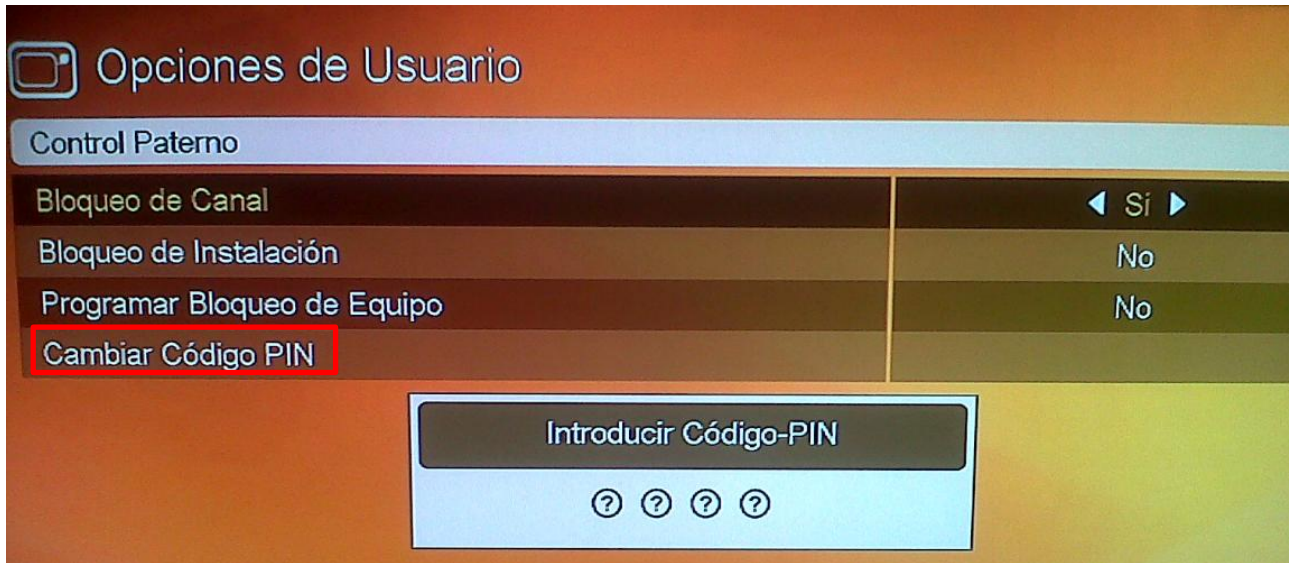 Opciones de Usuario
Control Paterno
Bloqueo de Canal ◀ Sí ▶
Bloqueo de Instalación No
Programar Bloqueo de Equipo No
Cambiar Código PIN
Introducir Código-PIN
? ? ? ?